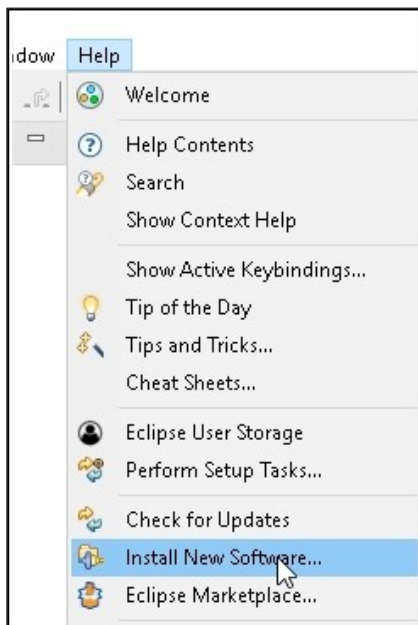 ndow Help
Welcome
Help Contents
Search
Show Context Help
Show Active Keybindings...
Tip of the Day
Tips and Tricks...
Cheat Sheets...
Eclipse User Storage
Perform Setup Tasks...
Check for Updates
Install New Software...
Eclipse Marketplace...